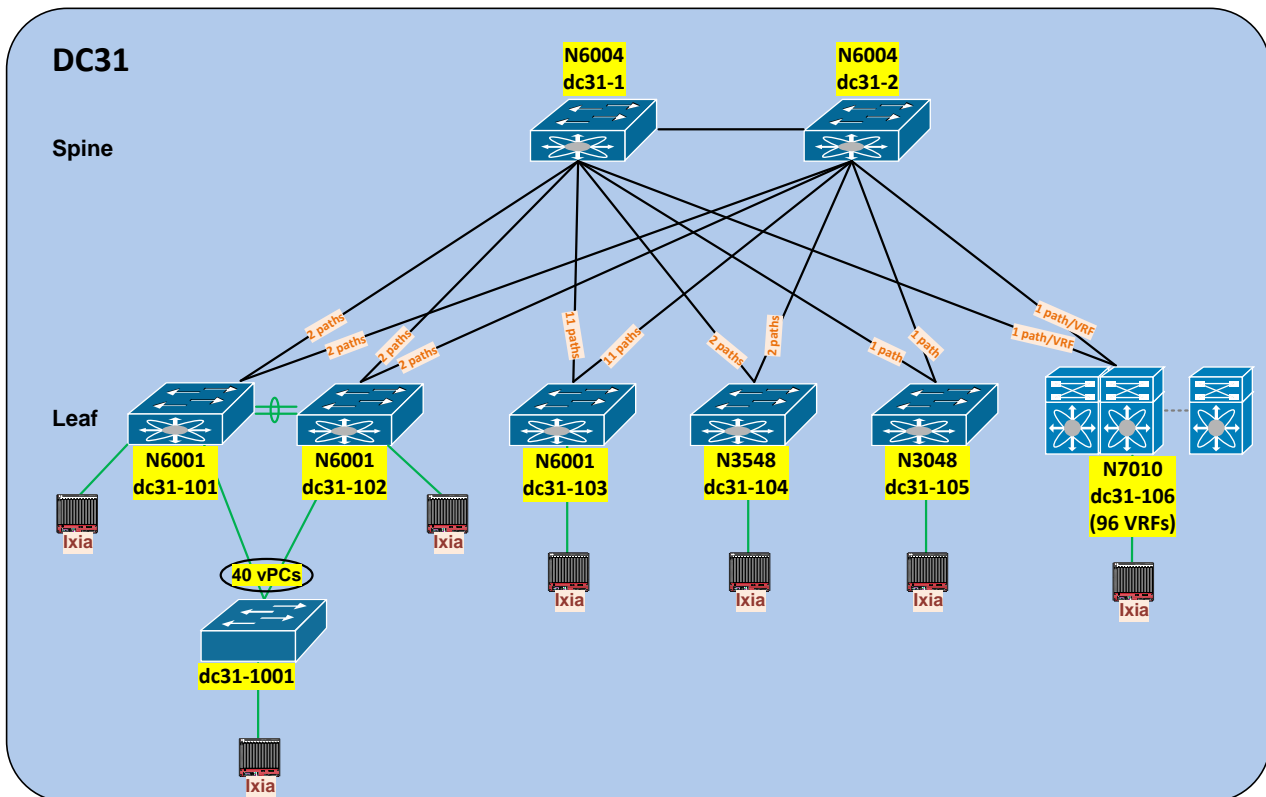 DC31
N6004
dc31-1
N6004
dc31-2
Spine
2 paths
2 paths
2 paths
2 paths
11 paths
11 paths
2 paths
2 paths
1 path
1 path
1 path/VRF
1 path/VRF
Leaf
N6001
dc31-101
N6001
dc31-102
N6001
dc31-103
N3548
dc31-104
N3048
dc31-105
N7010
dc31-106
(96 VRFs)
Ixia
Ixia
Ixia
Ixia
Ixia
Ixia
40 vPCs
dc31-1001
Ixia